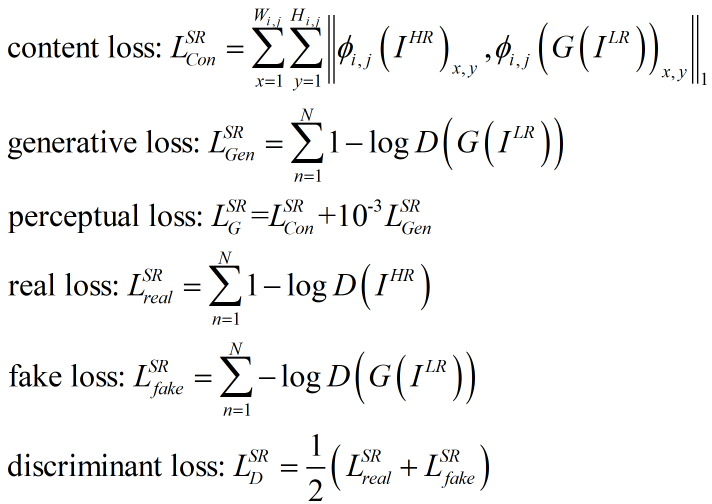 content loss: $L_{Con}^{SR} = \sum_{x=1}^{W_{i,j}} \sum_{y=1}^{H_{i,j}} \left\| \phi_{i,j}\left(I^{HR}\right)_{x,y}, \phi_{i,j}\left(G\left(I^{LR}\right)\right)_{x,y} \right\|_1$
generative loss: $L_{Gen}^{SR} = \sum_{n=1}^{N} 1 - \log D\left(G\left(I^{LR}\right)\right)$
perceptual loss: $L_{G}^{SR} = L_{Con}^{SR} + 10^{-3} L_{Gen}^{SR}$
real loss: $L_{real}^{SR} = \sum_{n=1}^{N} 1 - \log D\left(I^{HR}\right)$
fake loss: $L_{fake}^{SR} = \sum_{n=1}^{N} - \log D\left(G\left(I^{LR}\right)\right)$
discriminant loss: $L_{D}^{SR} = \frac{1}{2}\left(L_{real}^{SR} + L_{fake}^{SR}\right)$